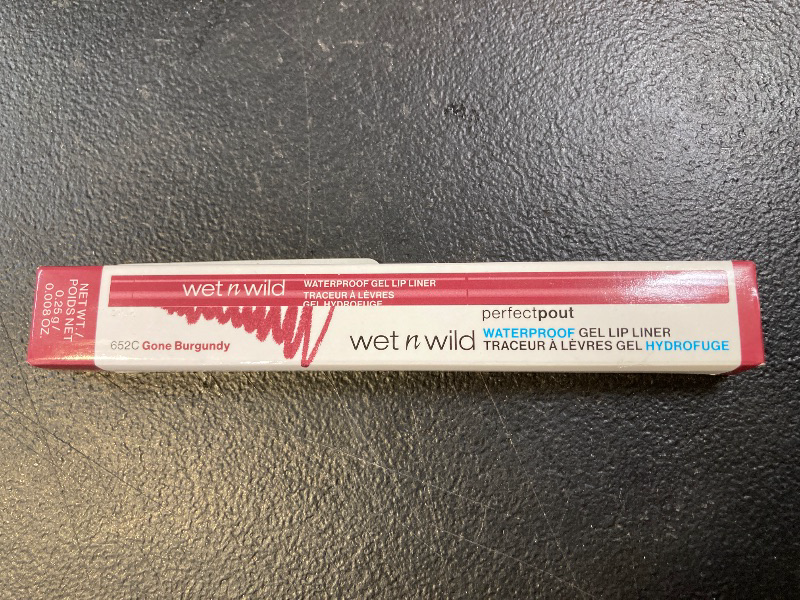 NET WT./
POIDS NET
0.25 g/
0.008 OZ.
wet n wild
WATERPROOF GEL LIP LINER
TRACEUR À LÈVRES
GEL HYDROFUGE
652C Gone Burgundy
wet n wild
perfectpout
WATERPROOF GEL LIP LINER
TRACEUR À LÈVRES GEL HYDROFUGE